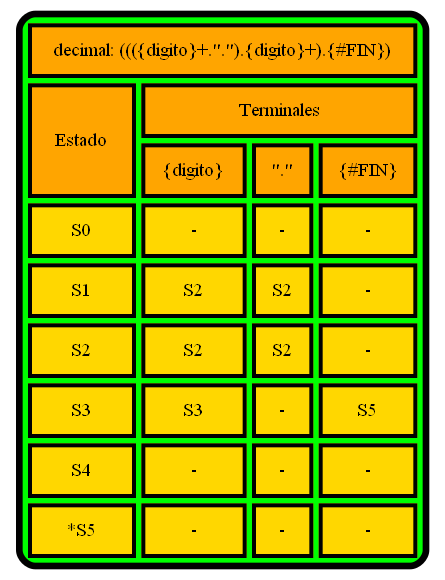 decimal: ((({digito}+.".").{digito}+).{#FIN})
Estado Terminales
{digito} "." {#FIN}
S0 - - -
S1 S2 S2 -
S2 S2 S2 -
S3 S3 - S5
S4 - - -
*S5 - - -